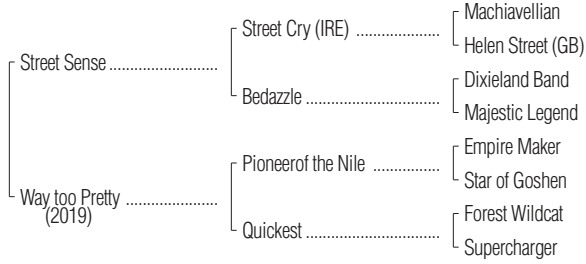 Street Sense ..........................
Street Cry (IRE) ....................
Machiavellian
Helen Street (GB)
Bedazzle ................................
Dixieland Band
Majestic Legend
Way too Pretty ......................
(2019)
Pioneerof the Nile ................
Empire Maker
Star of Goshen
Quickest ................................
Forest Wildcat
Supercharger